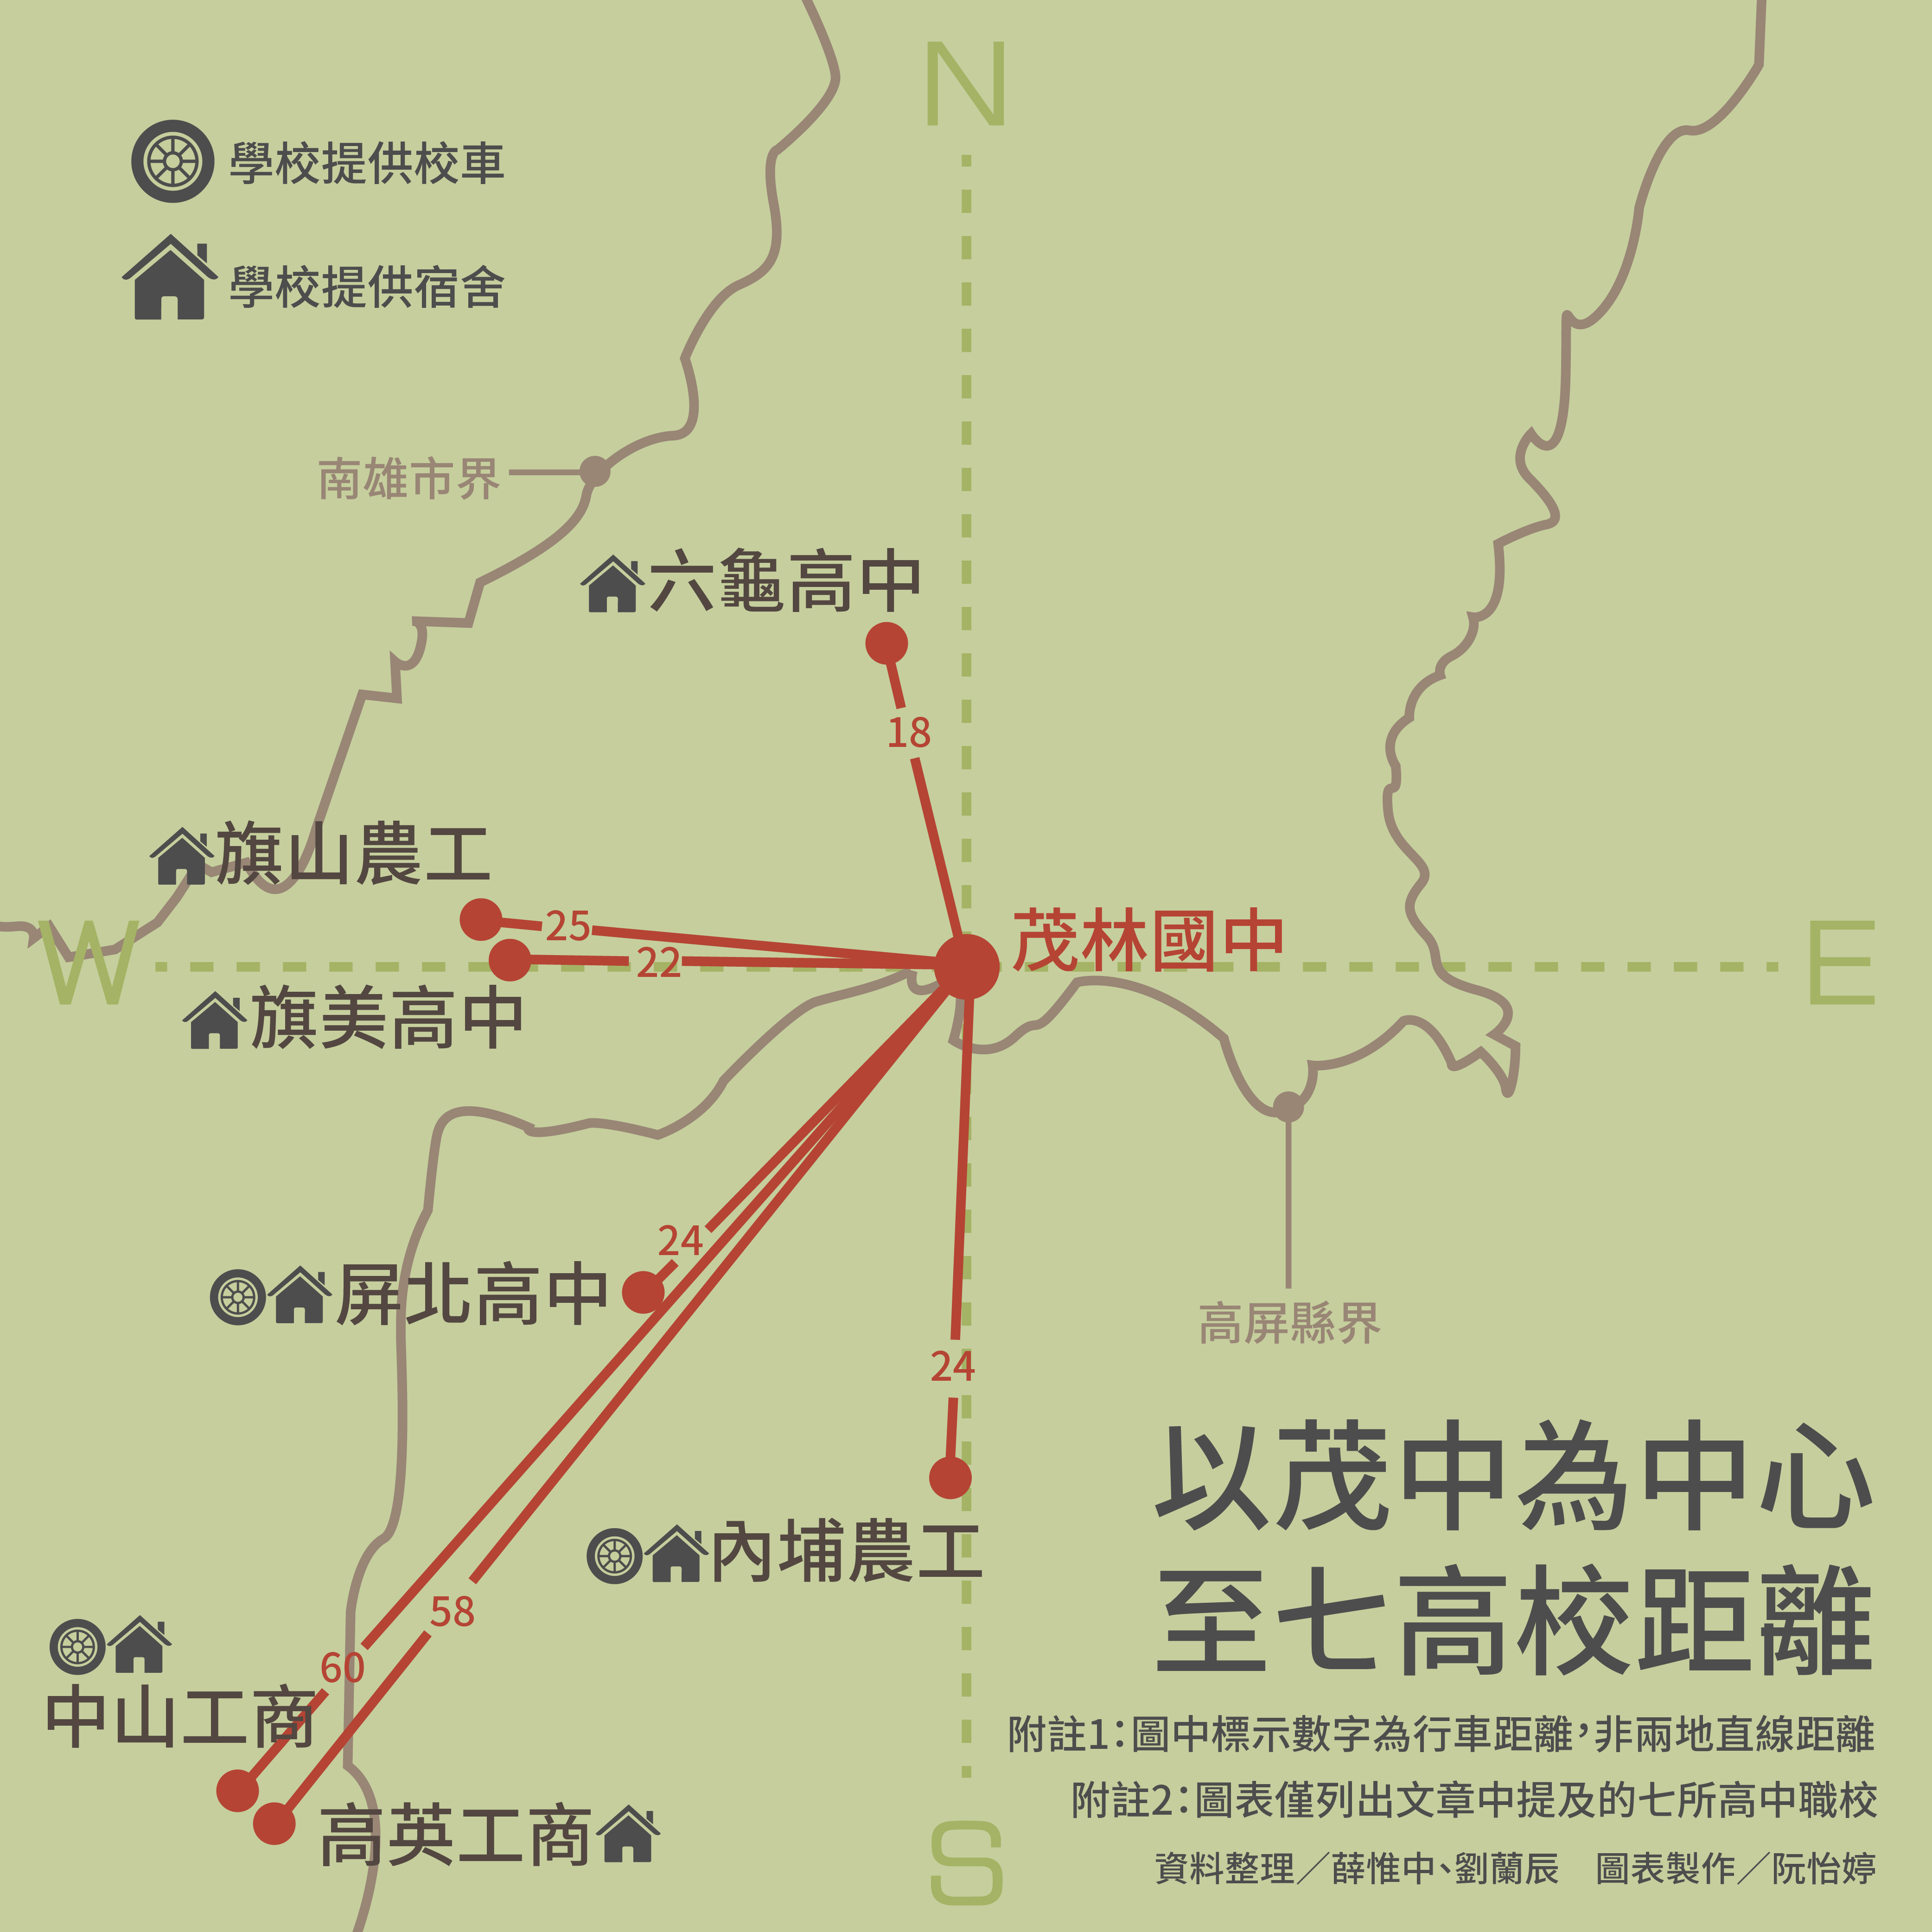 N
學校提供校車
學校提供宿舍
南雄市界
六龜高中
18
旗山農工
25
茂林國中
22
W
E
旗美高中
24
屏北高中
高屏縣界
24
以茂中為中心
至七高校距離
內埔農工
58
60
中山工商
高英工商
附註1：圖中標示數字為行車距離，非兩地直線距離
附註2：圖表僅列出文章中提及的七所高中職校
S
資料整理／薛惟中、劉蘭辰　圖表製作／阮怡婷